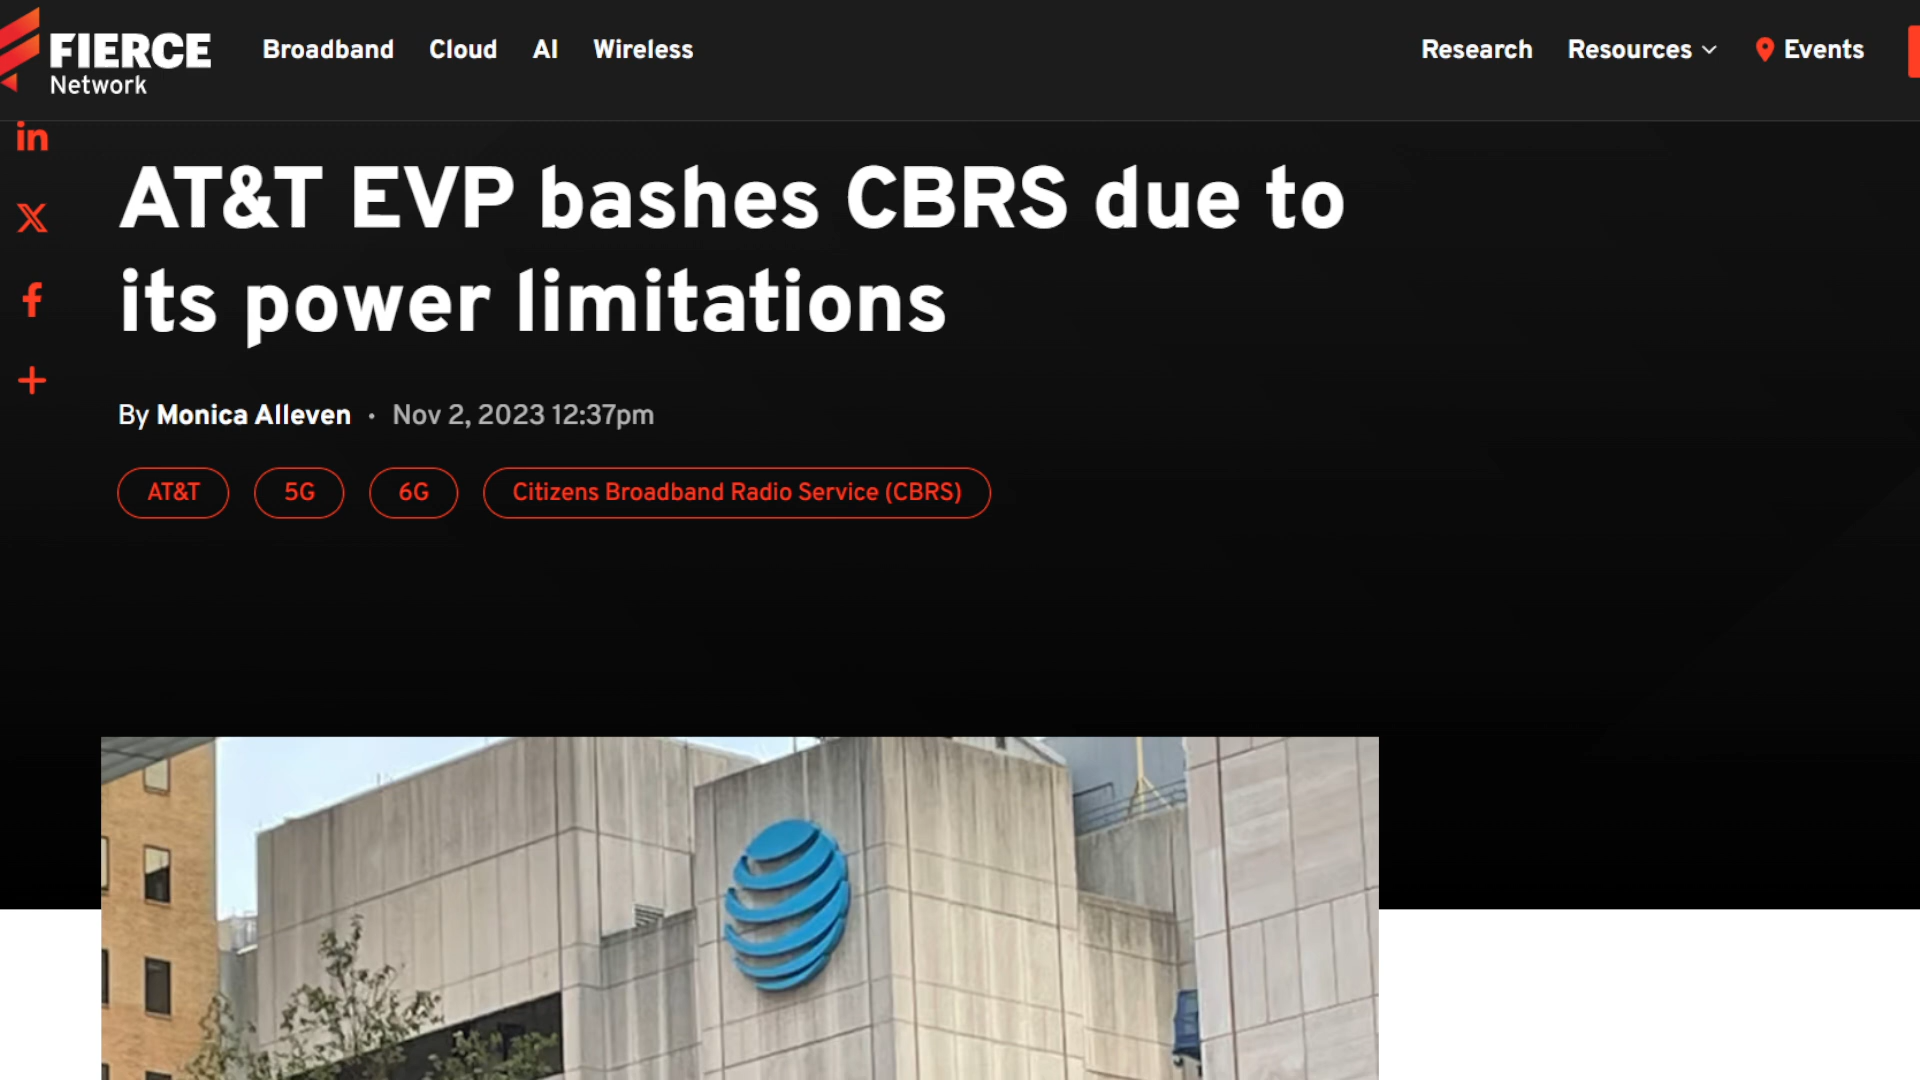 FIERCE
Network
Broadband Cloud AI Wireless
Research Resources Events
in
X
f
+
AT&T EVP bashes CBRS due to
its power limitations
By Monica Alleven • Nov 2, 2023 12:37pm
AT&T 5G 6G Citizens Broadband Radio Service (CBRS)